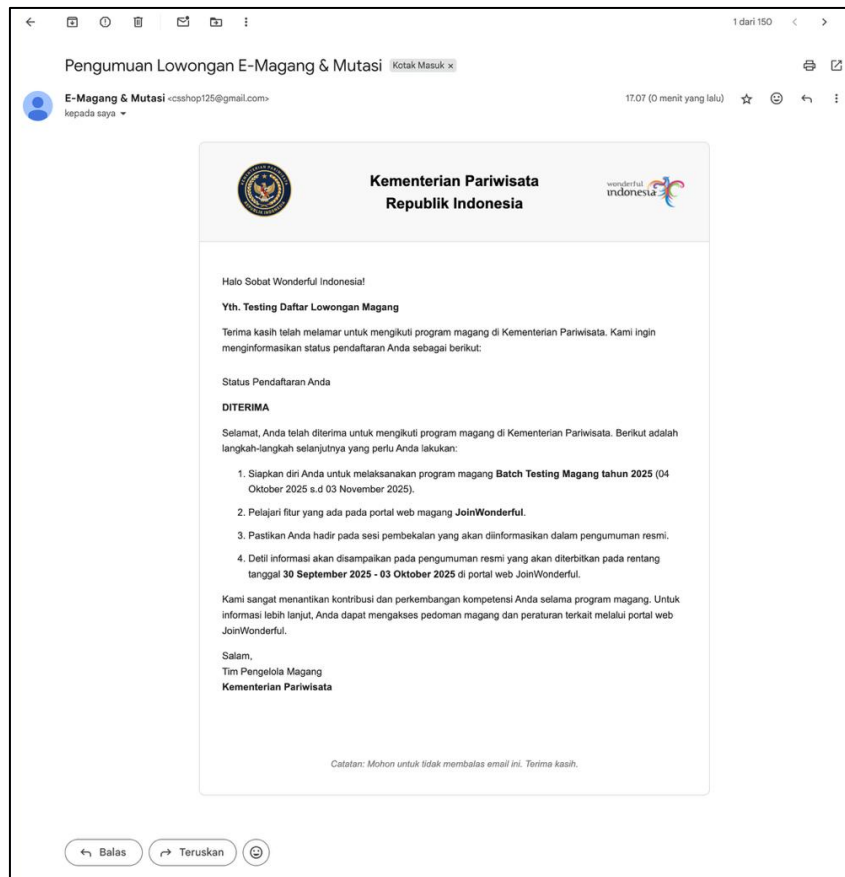 1 dari 150
Pengumuan Lowongan E-Magang & Mutasi Kotak Masuk ×
E-Magang & Mutasi <csshop125@gmail.com> 17.07 (0 menit yang lalu)
kepada saya
Kementerian Pariwisata
Republik Indonesia
wonderful
indonesia
Halo Sobat Wonderful Indonesia!
Yth. Testing Daftar Lowongan Magang
Terima kasih telah melamar untuk mengikuti program magang di Kementerian Pariwisata. Kami ingin
menginformasikan status pendaftaran Anda sebagai berikut:
Status Pendaftaran Anda
DITERIMA
Selamat, Anda telah diterima untuk mengikuti program magang di Kementerian Pariwisata. Berikut adalah
langkah-langkah selanjutnya yang perlu Anda lakukan:
1. Siapkan diri Anda untuk melaksanakan program magang Batch Testing Magang tahun 2025 (04
Oktober 2025 s.d 03 November 2025).
2. Pelajari fitur yang ada pada portal web magang JoinWonderful.
3. Pastikan Anda hadir pada sesi pembekalan yang akan diinformasikan dalam pengumuman resmi.
4. Detil informasi akan disampaikan pada pengumuman resmi yang akan diterbitkan pada rentang
tanggal 30 September 2025 - 03 Oktober 2025 di portal web JoinWonderful.
Kami sangat menantikan kontribusi dan perkembangan kompetensi Anda selama program magang. Untuk
informasi lebih lanjut, Anda dapat mengakses pedoman magang dan peraturan terkait melalui portal web
JoinWonderful.
Salam,
Tim Pengelola Magang
Kementerian Pariwisata
Catatan: Mohon untuk tidak membalas email ini. Terima kasih.
Balas Teruskan